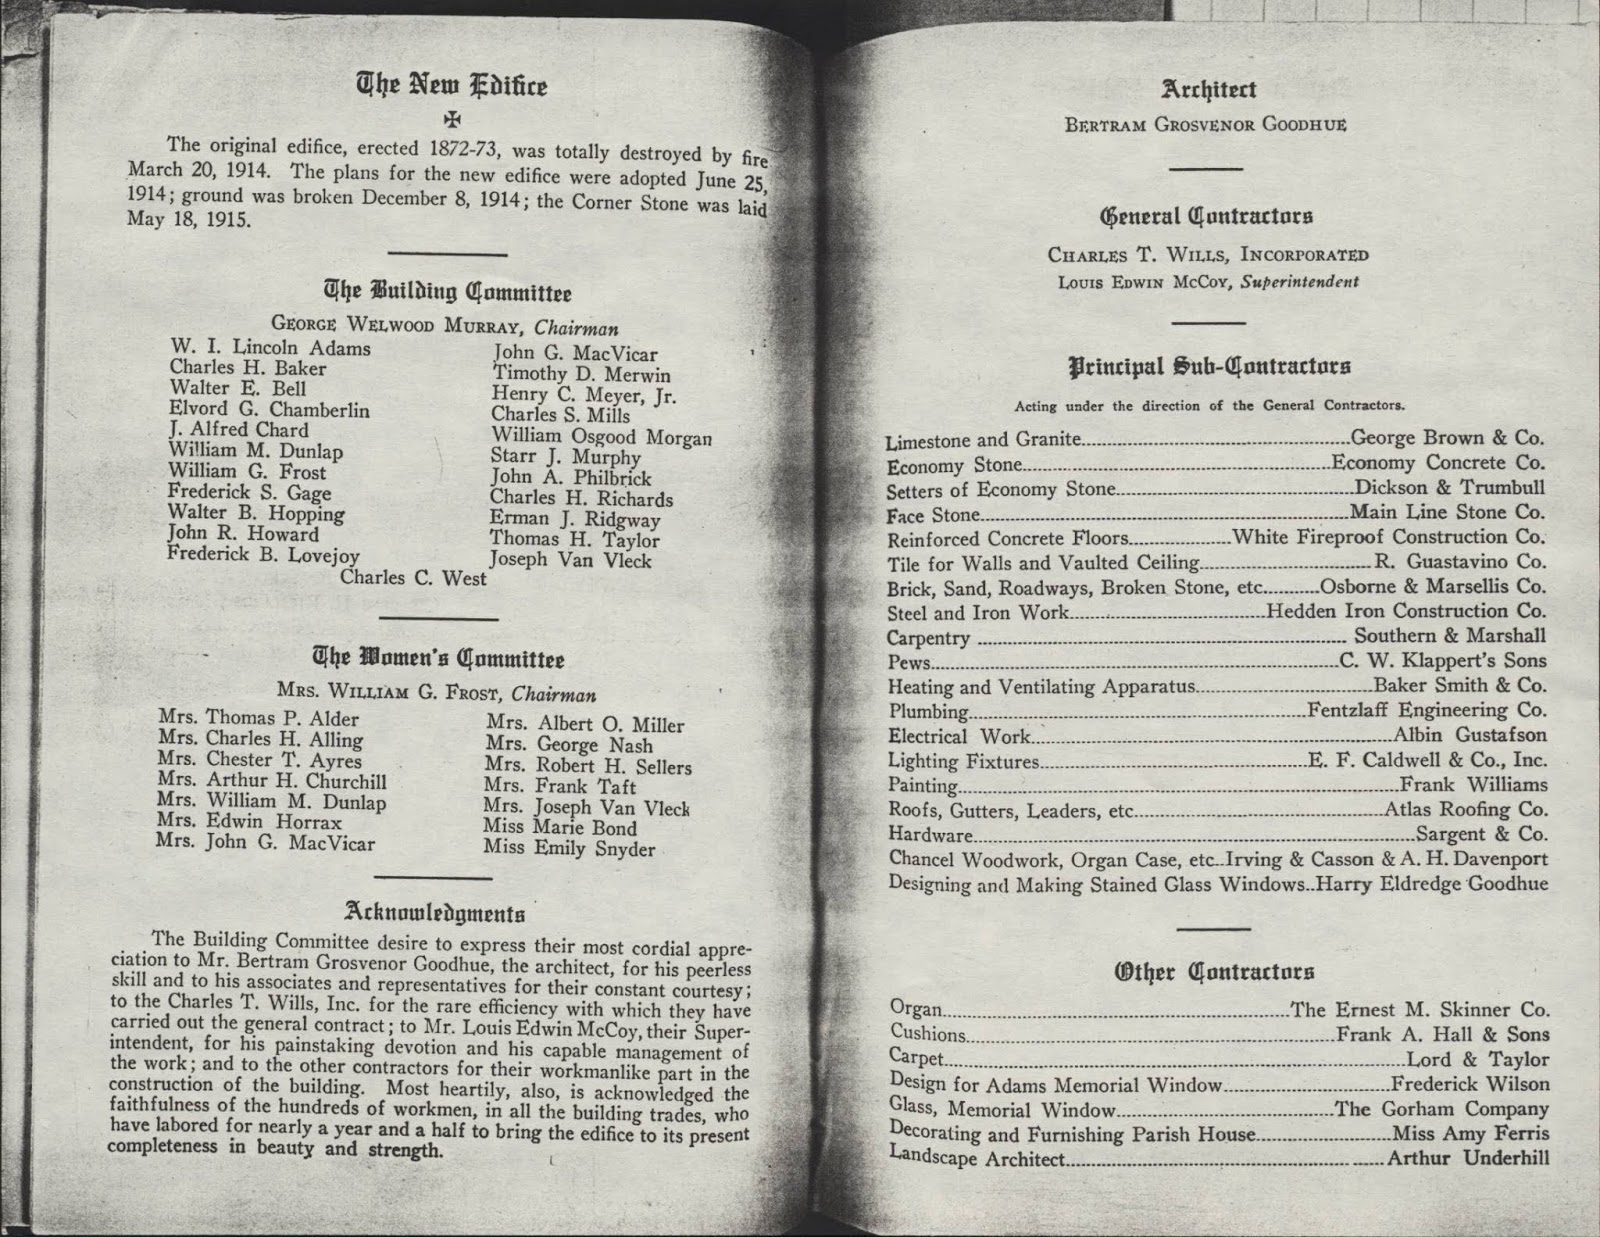 The New Edifice
✠
The original edifice, erected 1872-73, was totally destroyed by fire
March 20, 1914. The plans for the new edifice were adopted June 25,
1914; ground was broken December 8, 1914; the Corner Stone was laid
May 18, 1915.
The Building Committee
George Welwood Murray, Chairman
W. I. Lincoln Adams
Charles H. Baker
Walter E. Bell
Elvord G. Chamberlin
J. Alfred Chard
William M. Dunlap
William G. Frost
Frederick S. Gage
Walter B. Hopping
John R. Howard
Frederick B. Lovejoy
John G. MacVicar
Timothy D. Merwin
Henry C. Meyer, Jr.
Charles S. Mills
William Osgood Morgan
Starr J. Murphy
John A. Philbrick
Charles H. Richards
Erman J. Ridgway
Thomas H. Taylor
Joseph Van Vleck
Charles C. West
The Women's Committee
Mrs. William G. Frost, Chairman
Mrs. Thomas P. Alder
Mrs. Charles H. Alling
Mrs. Chester T. Ayres
Mrs. Arthur H. Churchill
Mrs. William M. Dunlap
Mrs. Edwin Horrax
Mrs. John G. MacVicar
Mrs. Albert O. Miller
Mrs. George Nash
Mrs. Robert H. Sellers
Mrs. Frank Taft
Mrs. Joseph Van Vleck
Miss Marie Bond
Miss Emily Snyder
Acknowledgments
The Building Committee desire to express their most cordial appre-
ciation to Mr. Bertram Grosvenor Goodhue, the architect, for his peerless
skill and to his associates and representatives for their constant courtesy;
to the Charles T. Wills, Inc. for the rare efficiency with which they have
carried out the general contract; to Mr. Louis Edwin McCoy, their Super-
intendent, for his painstaking devotion and his capable management of
the work; and to the other contractors for their workmanlike part in the
construction of the building. Most heartily, also, is acknowledged the
faithfulness of the hundreds of workmen, in all the building trades, who
have labored for nearly a year and a half to bring the edifice to its present
completeness in beauty and strength.
Architect
Bertram Grosvenor Goodhue
General Contractors
Charles T. Wills, Incorporated
Louis Edwin McCoy, Superintendent
Principal Sub-Contractors
Acting under the direction of the General Contractors.
Limestone and Granite........George Brown & Co.
Economy Stone........Economy Concrete Co.
Setters of Economy Stone........Dickson & Trumbull
Face Stone........Main Line Stone Co.
Reinforced Concrete Floors........White Fireproof Construction Co.
Tile for Walls and Vaulted Ceiling........R. Guastavino Co.
Brick, Sand, Roadways, Broken Stone, etc........Osborne & Marsellis Co.
Steel and Iron Work........Hedden Iron Construction Co.
Carpentry ........ Southern & Marshall
Pews........C. W. Klappert's Sons
Heating and Ventilating Apparatus........Baker Smith & Co.
Plumbing........Fentzlaff Engineering Co.
Electrical Work........Albin Gustafson
Lighting Fixtures........E. F. Caldwell & Co., Inc.
Painting........Frank Williams
Roofs, Gutters, Leaders, etc........Atlas Roofing Co.
Hardware........Sargent & Co.
Chancel Woodwork, Organ Case, etc..Irving & Casson & A. H. Davenport
Designing and Making Stained Glass Windows..Harry Eldredge Goodhue
Other Contractors
Organ........The Ernest M. Skinner Co.
Cushions........Frank A. Hall & Sons
Carpet........Lord & Taylor
Design for Adams Memorial Window........Frederick Wilson
Glass, Memorial Window........The Gorham Company
Decorating and Furnishing Parish House........Miss Amy Ferris
Landscape Architect........Arthur Underhill